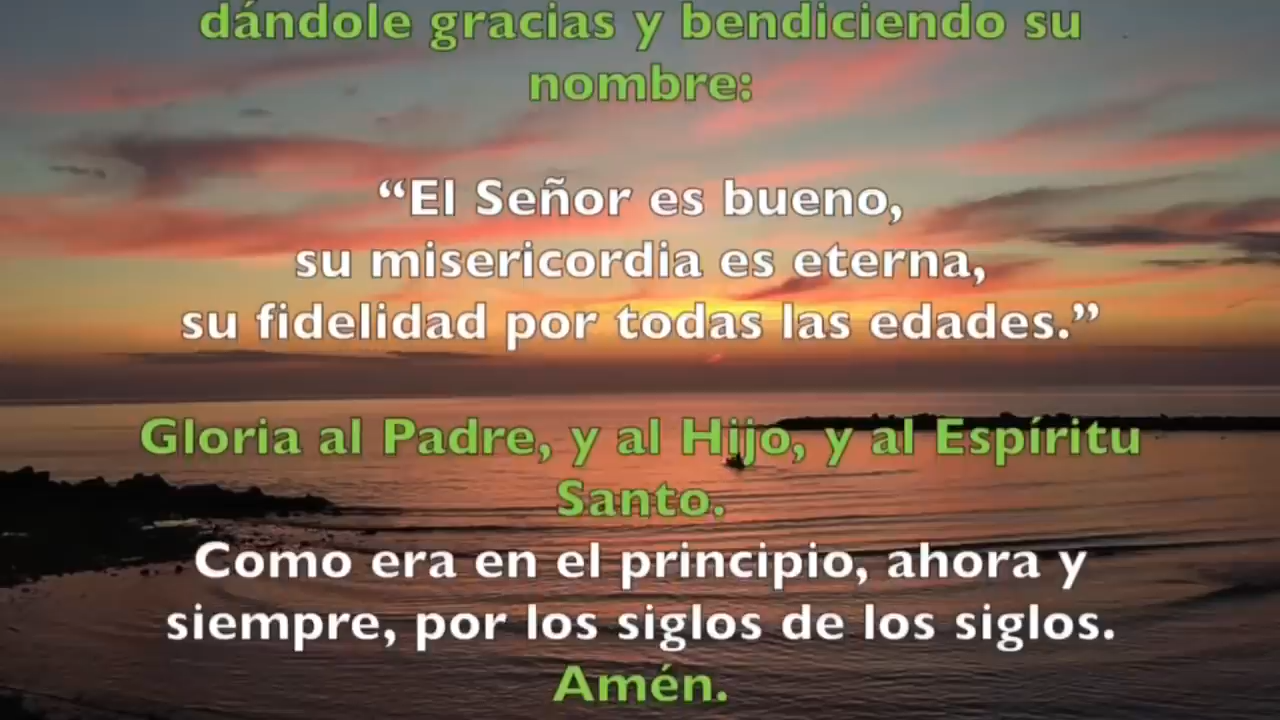 dándole gracias y bendiciendo su
nombre:
“El Señor es bueno,
su misericordia es eterna,
su fidelidad por todas las edades.”
Gloria al Padre, y al Hijo, y al Espíritu
Santo.
Como era en el principio, ahora y
siempre, por los siglos de los siglos.
Amén.